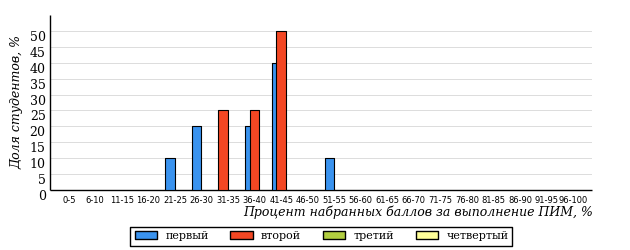 Доля студентов, %
50
45
40
35
30
25
20
15
10
5
0
0-5 6-10 11-15 16-20 21-25 26-30 31-35 36-40 41-45 46-50 51-55 56-60 61-65 66-70 71-75 76-80 81-85 86-90 91-95 96-100
Процент набранных баллов за выполнение ПИМ, %
первый второй третий четвертый